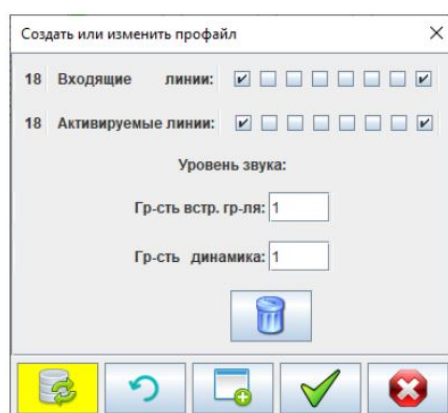 Создать или изменить профайл
18 Входящие линии:
18 Активируемые линии:
Уровень звука:
Гр-сть встр. гр-ля: 1
Гр-сть динамика: 1